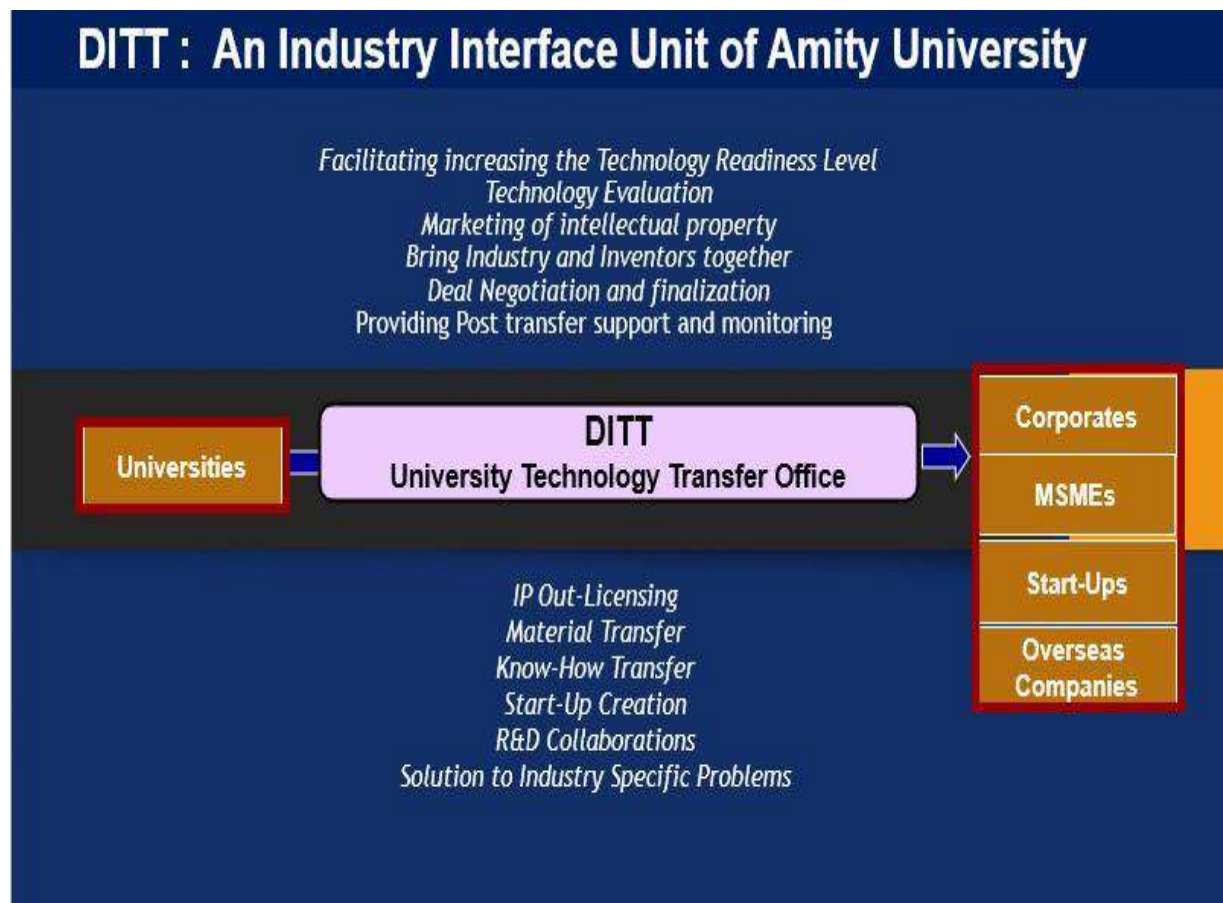 DITT : An Industry Interface Unit of Amity University
Facilitating increasing the Technology Readiness Level
Technology Evaluation
Marketing of intellectual property
Bring Industry and Inventors together
Deal Negotiation and finalization
Providing Post transfer support and monitoring
Universities
DITT
University Technology Transfer Office
Corporates
MSMEs
Start-Ups
Overseas
Companies
IP Out-Licensing
Material Transfer
Know-How Transfer
Start-Up Creation
R&D Collaborations
Solution to Industry Specific Problems